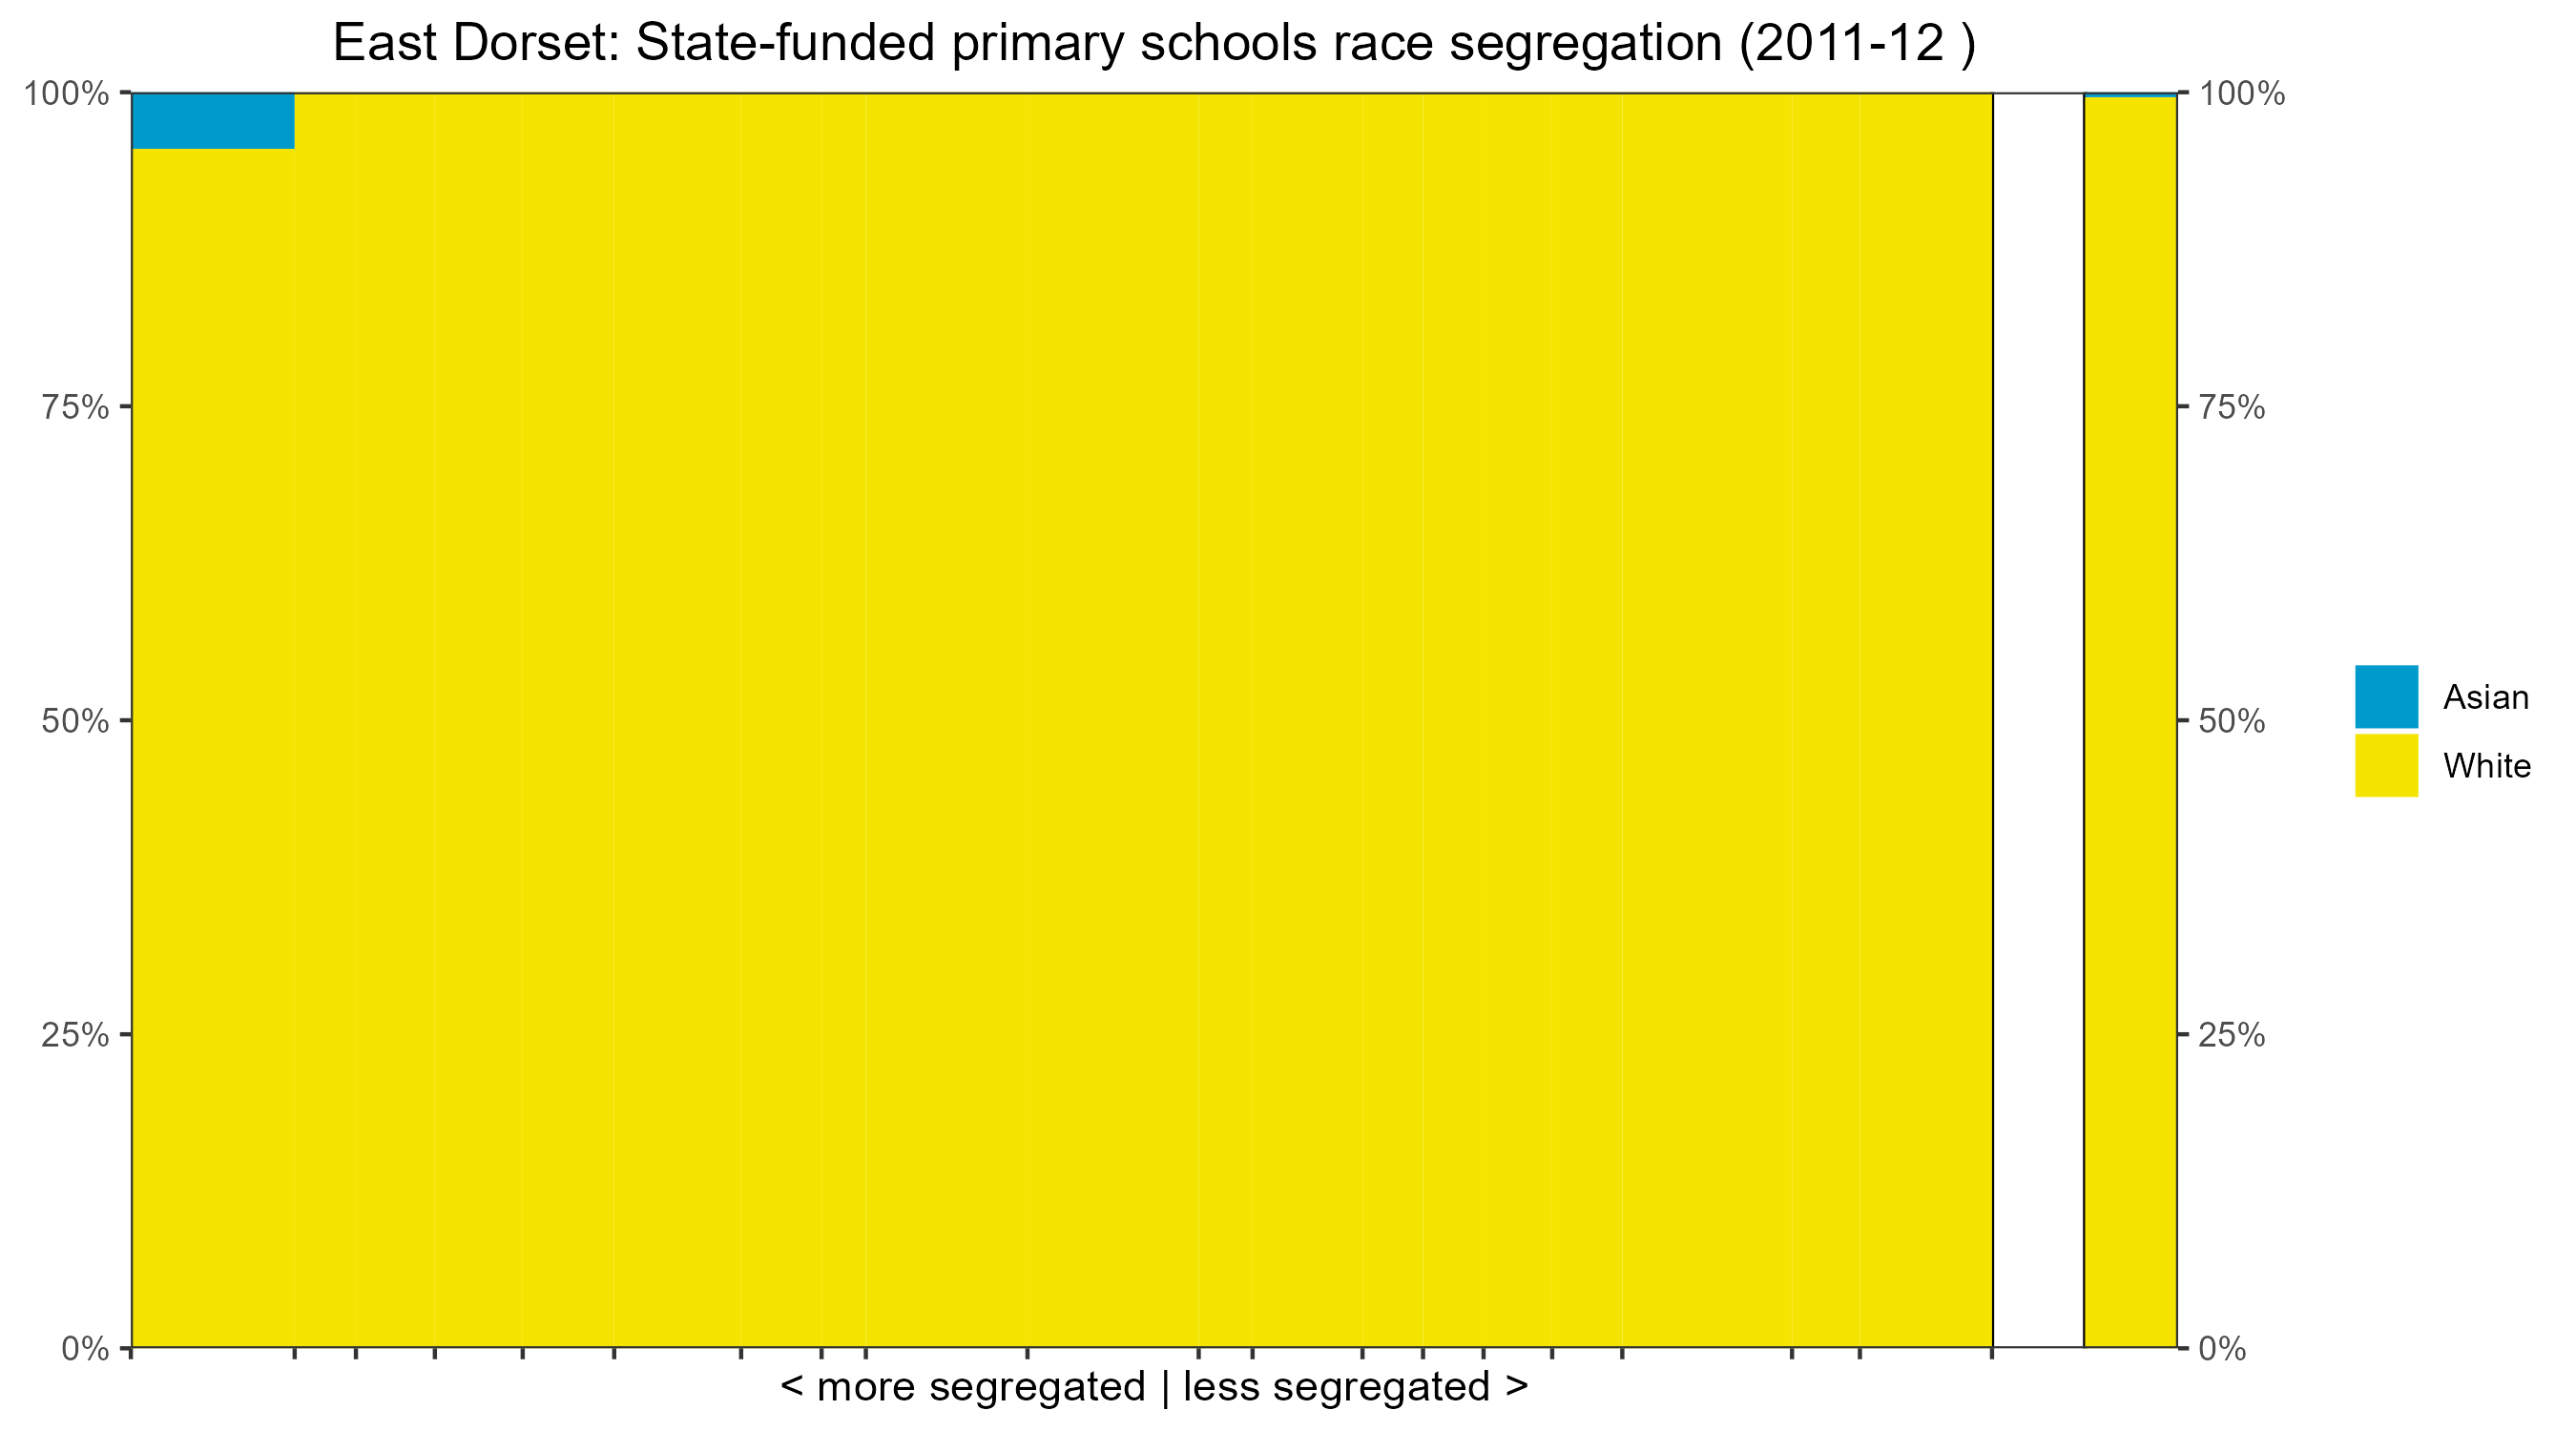 East Dorset: State-funded primary schools race segregation (2011-12 )
100%
75%
50%
25%
0%
100%
75%
50%
25%
0%
Asian
White
< more segregated | less segregated >